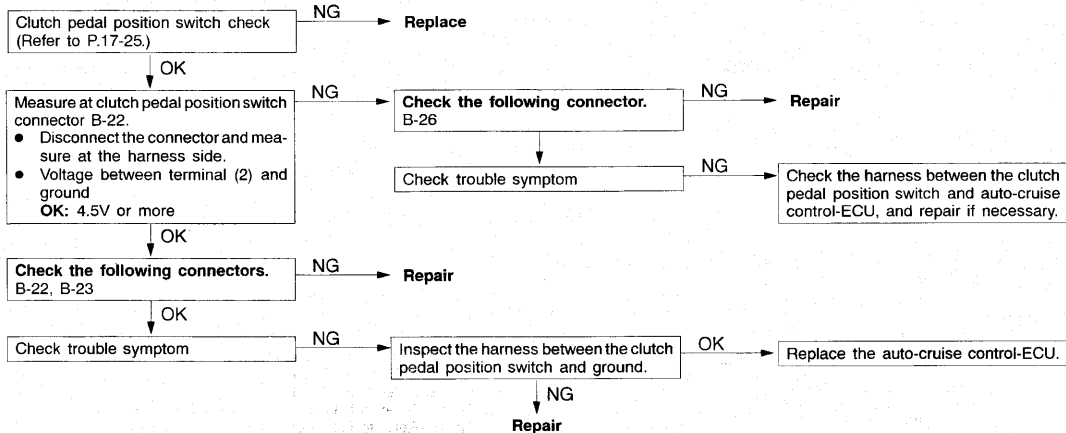 Clutch pedal position switch check
(Refer to P.17-25.)
NG
Replace
OK
Measure at clutch pedal position switch
connector B-22.
● Disconnect the connector and mea-
sure at the harness side.
● Voltage between terminal (2) and
ground
OK: 4.5V or more
NG
Check the following connector.
B-26
NG
Repair
Check trouble symptom
NG
Check the harness between the clutch
pedal position switch and auto-cruise
control-ECU, and repair if necessary.
OK
Check the following connectors.
B-22, B-23
NG
Repair
OK
Check trouble symptom
NG
Inspect the harness between the clutch
pedal position switch and ground.
OK
Replace the auto-cruise control-ECU.
NG
Repair